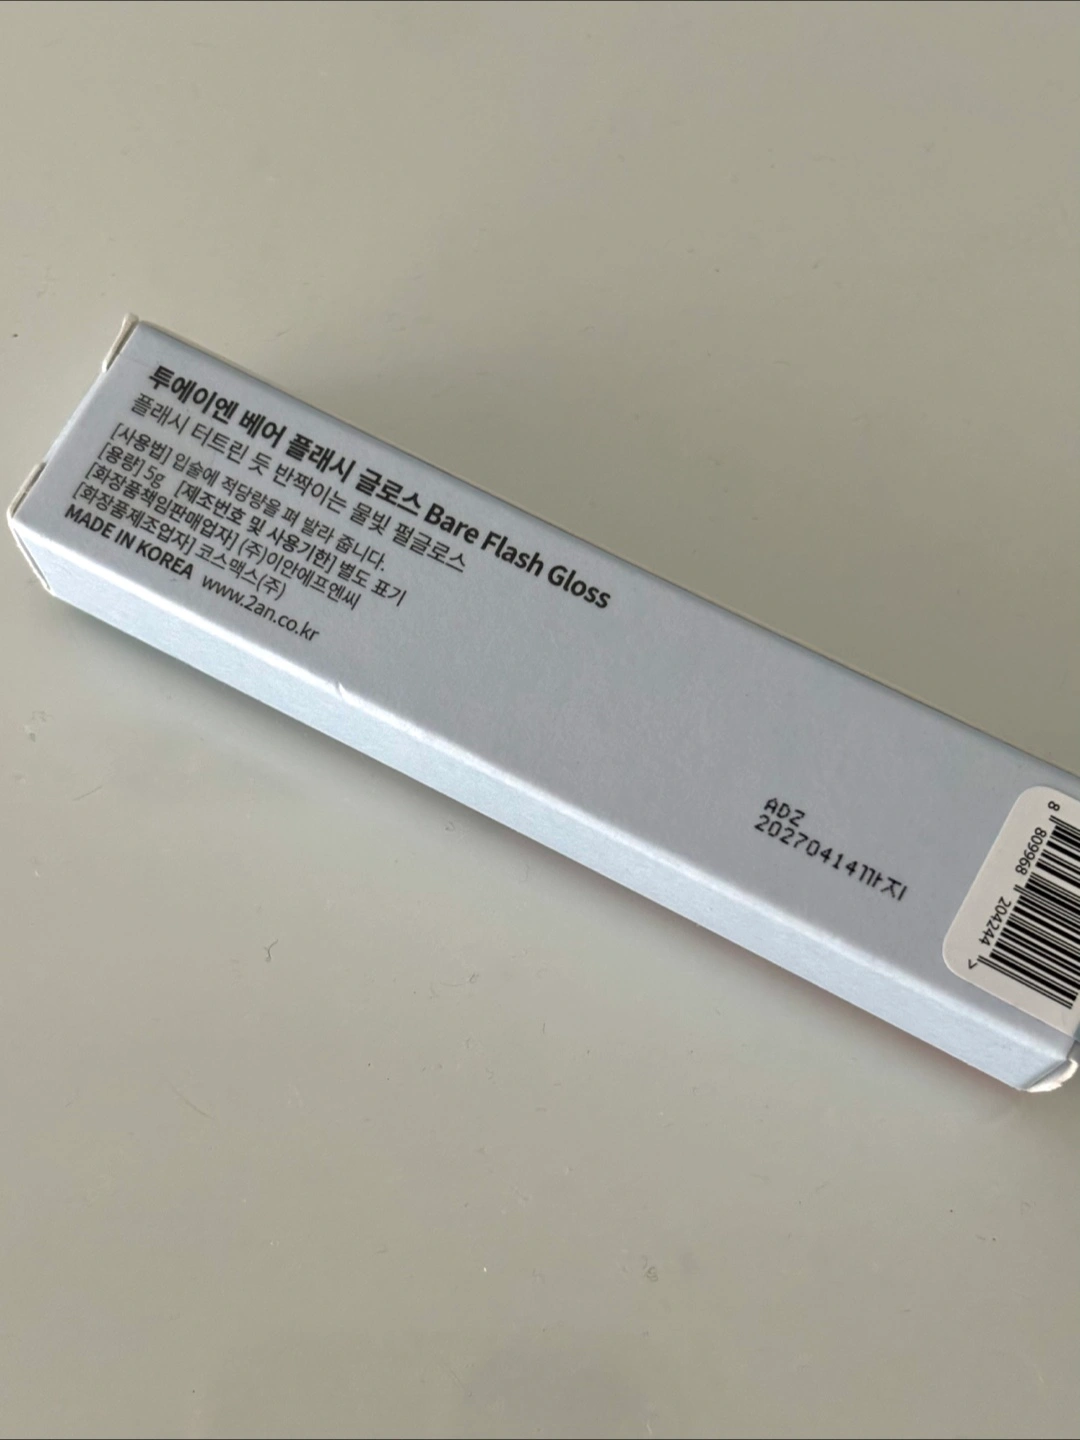 투에이엔 베어 플래시 글로스 Bare Flash Gloss
플래시 터트린 듯 반짝이는 물빛 펄글로스
[사용법] 입술에 적당량을 펴 발라 줍니다.
[용량] 5g [제조번호 및 사용기한] 별도 표기
[화장품책임판매업자] (주)이안에프엔씨
[화장품제조업자] 코스맥스(주)
MADE IN KOREA www.2an.co.kr
ADZ
20270414까지
8 809968 204244 >